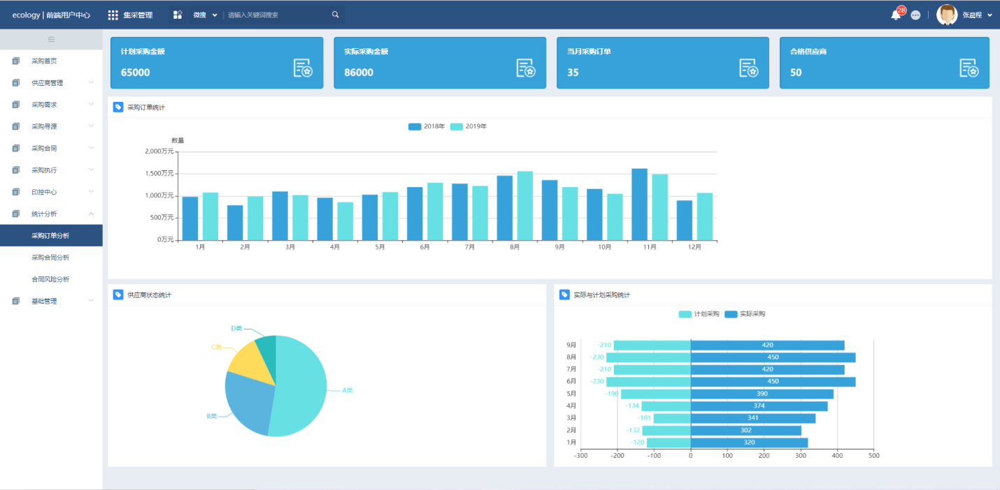 ecology | 前端用户中心
集采管理
微搜
请输入关键词搜索
28
张晨程
采购首页
供应商管理
采购需求
采购寻源
采购合同
采购执行
印控中心
统计分析
采购订单分析
采购合同分析
合同风险分析
基础管理
计划采购金额
65000
实际采购金额
86000
当月采购订单
35
合格供应商
50
采购订单统计
2018年 2019年
数量
2,000万元
1,500万元
1,000万元
500万元
0万元
1月 2月 3月 4月 5月 6月 7月 8月 9月 10月 11月 12月
供应商状态统计
D类
C类
A类
B类
实际与计划采购统计
计划采购 实际采购
9月 -210 420
8月 -230 450
7月 -210 420
6月 -230 450
5月 -190 390
4月 -134 374
3月 -101 341
2月 -132 302
1月 -120 320
-300 -200 -100 0 100 200 300 400 500